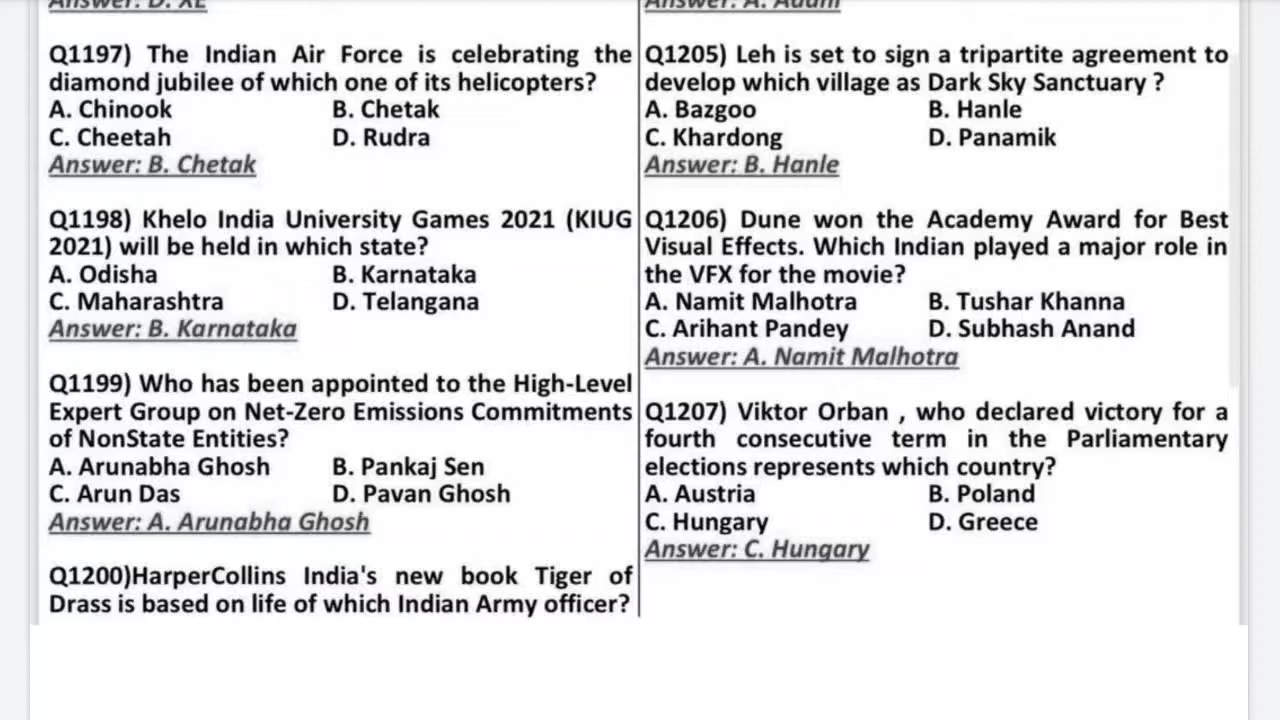 Answer: D. XE
Q1197) The Indian Air Force is celebrating the
diamond jubilee of which one of its helicopters?
A. Chinook B. Chetak
C. Cheetah D. Rudra
Answer: B. Chetak
Q1198) Khelo India University Games 2021 (KIUG
2021) will be held in which state?
A. Odisha B. Karnataka
C. Maharashtra D. Telangana
Answer: B. Karnataka
Q1199) Who has been appointed to the High-Level
Expert Group on Net-Zero Emissions Commitments
of NonState Entities?
A. Arunabha Ghosh B. Pankaj Sen
C. Arun Das D. Pavan Ghosh
Answer: A. Arunabha Ghosh
Q1200)HarperCollins India's new book Tiger of
Drass is based on life of which Indian Army officer?
Answer: A. Adani
Q1205) Leh is set to sign a tripartite agreement to
develop which village as Dark Sky Sanctuary ?
A. Bazgoo B. Hanle
C. Khardong D. Panamik
Answer: B. Hanle
Q1206) Dune won the Academy Award for Best
Visual Effects. Which Indian played a major role in
the VFX for the movie?
A. Namit Malhotra B. Tushar Khanna
C. Arihant Pandey D. Subhash Anand
Answer: A. Namit Malhotra
Q1207) Viktor Orban , who declared victory for a
fourth consecutive term in the Parliamentary
elections represents which country?
A. Austria B. Poland
C. Hungary D. Greece
Answer: C. Hungary